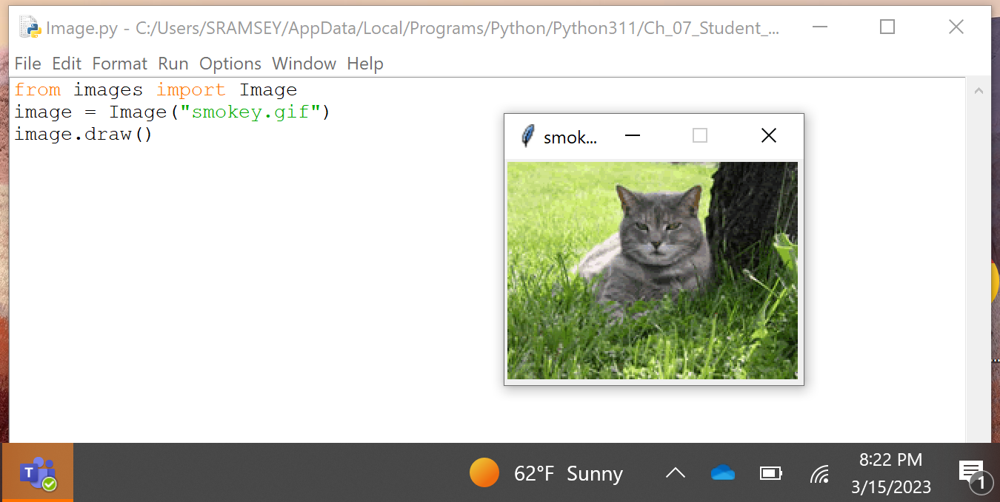 Image.py - C:/Users/SRAMSEY/AppData/Local/Programs/Python/Python311/Ch_07_Student_...
File Edit Format Run Options Window Help
from images import Image
image = Image("smokey.gif")
image.draw()
smok...
T
62°F Sunny
8:22 PM
3/15/2023
1